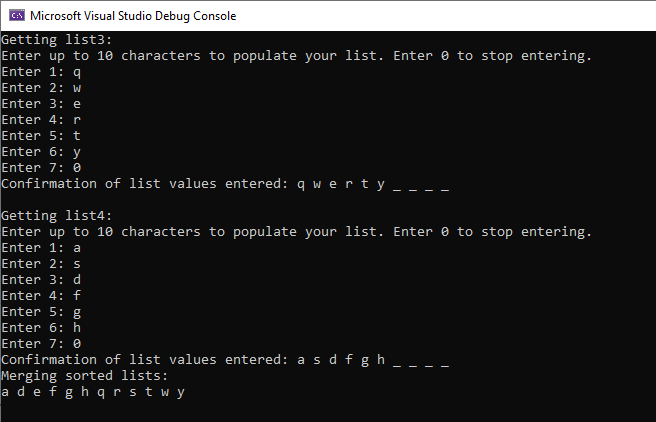 Microsoft Visual Studio Debug Console
Getting list3:
Enter up to 10 characters to populate your list. Enter 0 to stop entering.
Enter 1: q
Enter 2: w
Enter 3: e
Enter 4: r
Enter 5: t
Enter 6: y
Enter 7: 0
Confirmation of list values entered: q w e r t y _ _ _ _
Getting list4:
Enter up to 10 characters to populate your list. Enter 0 to stop entering.
Enter 1: a
Enter 2: s
Enter 3: d
Enter 4: f
Enter 5: g
Enter 6: h
Enter 7: 0
Confirmation of list values entered: a s d f g h _ _ _ _
Merging sorted lists:
a d e f g h q r s t w y